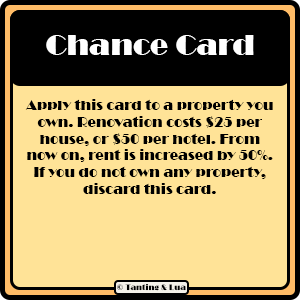 Chance Card
Apply this card to a property you
own. Renovation costs $25 per
house, or $50 per hotel. From
now on, rent is increased by 50%.
If you do not own any property,
discard this card.
© Tanting & Lua